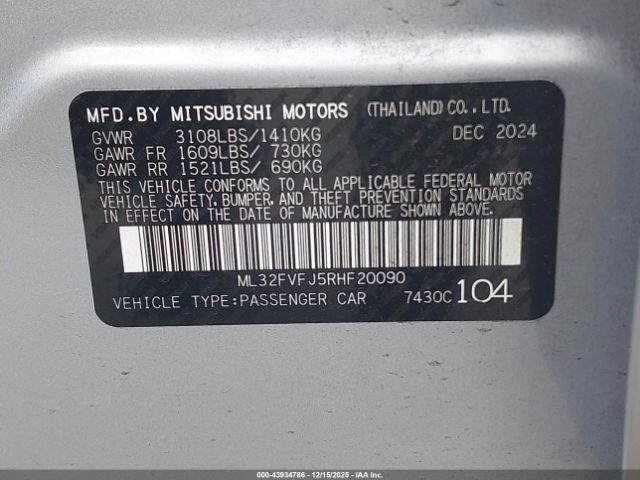 MFD.BY MITSUBISHI MOTORS (THAILAND) CO., LTD.
GVWR 3108LBS/1410KG DEC 2024
GAWR FR 1609LBS/ 730KG
GAWR RR 1521LBS/ 690KG
THIS VEHICLE CONFORMS TO ALL APPLICABLE FEDERAL MOTOR
VEHICLE SAFETY, BUMPER, AND THEFT PREVENTION STANDARDS
IN EFFECT ON THE DATE OF MANUFACTURE SHOWN ABOVE.
ML32FVFJ5RHF20090
VEHICLE TYPE:PASSENGER CAR 7430C 104
000-43934786 - 12/15/2025 - IAA Inc.